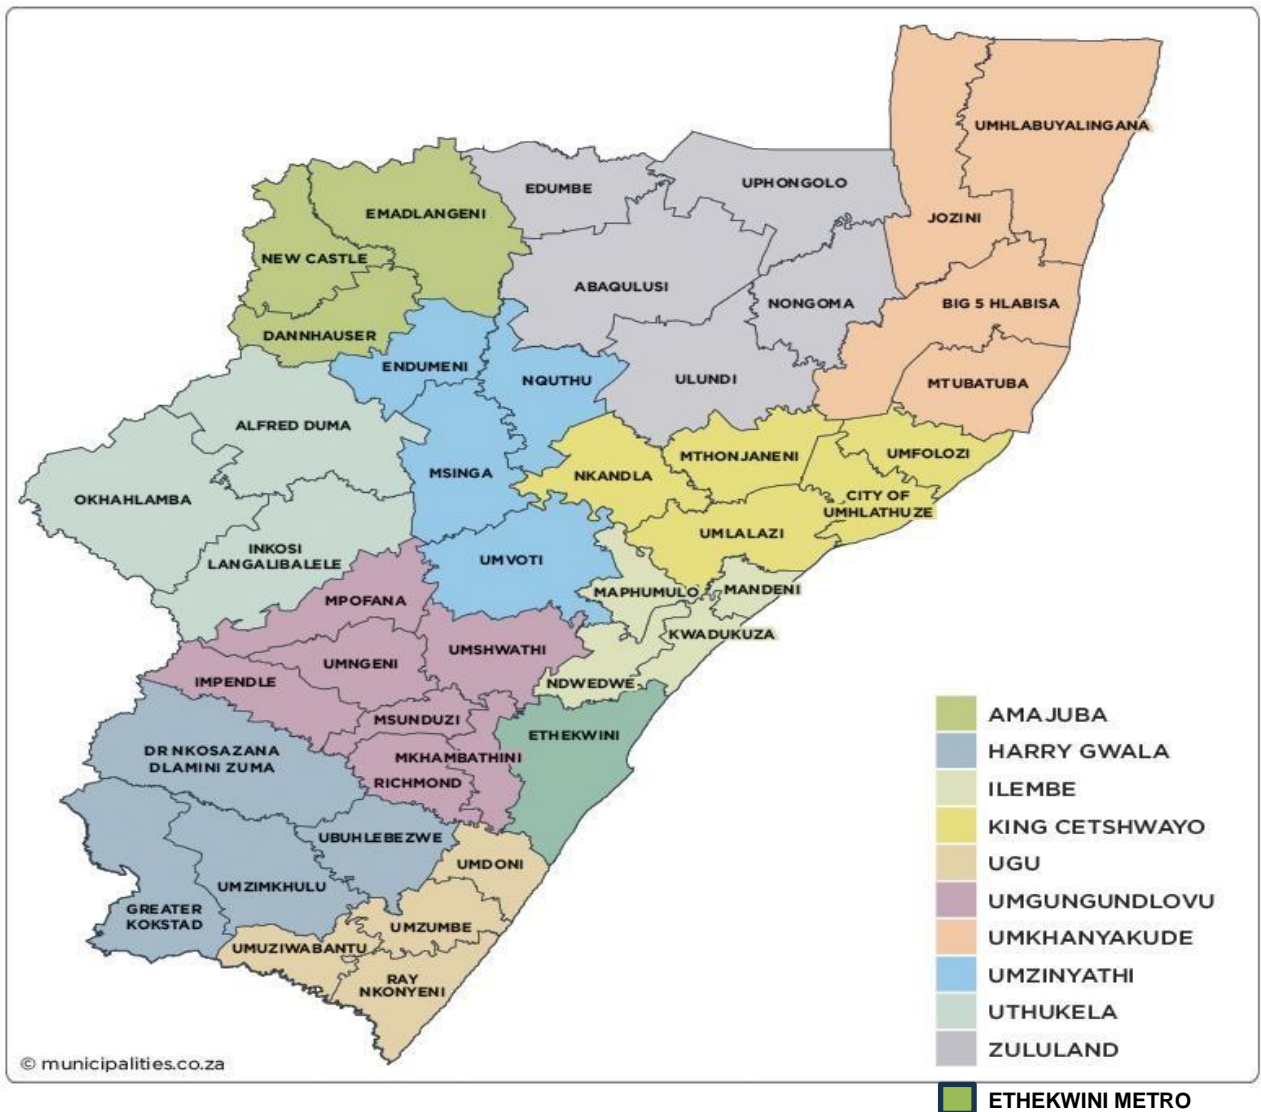 UMHLABUYALINGANA
EDUMBE
UPHONGOLO
EMADLANGENI
JOZINI
NEW CASTLE
ABAQULUSI
NONGOMA
BIG 5 HLABISA
DANNHAUSER
ENDUMENI
NQUTHU
ULUNDI
MTUBATUBA
ALFRED DUMA
MSINGA
NKANDLA
MTHONJANENI
UMFOLOZI
OKHAHLAMBA
CITY OF
UMHLATHUZE
UMLALAZI
INKOSI
LANGALIBALELE
UMVOTI
MAPHUMULO
MANDENI
MPOFANA
KWADUKUZA
UMNGENI
UMSHWATHI
IMPENDLE
NDWEDWE
MSUNDUZI
ETHEKWINI
DR NKOSAZANA
DLAMINI ZUMA
MKHAMBATHINI
RICHMOND
UBUHLEBEZWE
UMDONI
UMZIMKHULU
GREATER
KOKSTAD
UMZUMBE
UMUZIWABANTU
RAY
NKONYENI
AMAJUBA
HARRY GWALA
ILEMBE
KING CETSHWAYO
UGU
UMGUNGUNDLOVU
UMKHANYAKUDE
UMZINYATHI
UTHUKELA
ZULULAND
© municipalities.co.za
ETHEKWINI METRO